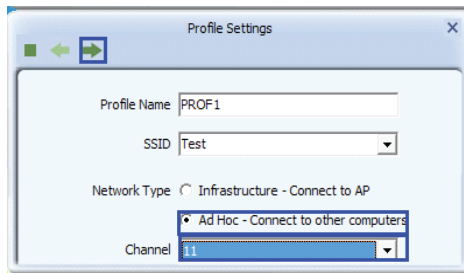 Profile Settings
Profile Name PROF1
SSID Test
Network Type Infrastructure - Connect to AP
Ad Hoc - Connect to other computers
Channel 11